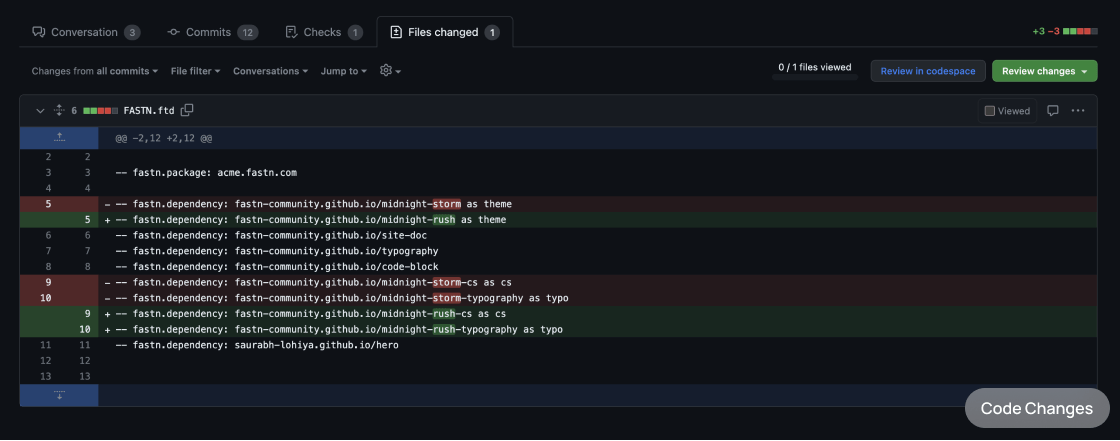 Conversation 3 Commits 12 Checks 1 Files changed 1 +3 −3
Changes from all commits File filter Conversations Jump to 0 / 1 files viewed Review in codespace Review changes
6 FASTN.ftd Viewed
@@ -2,12 +2,12 @@
2 2
3 3 -- fastn.package: acme.fastn.com
4 4
5 - -- fastn.dependency: fastn-community.github.io/midnight-storm as theme
5 + -- fastn.dependency: fastn-community.github.io/midnight-rush as theme
6 6 -- fastn.dependency: fastn-community.github.io/site-doc
7 7 -- fastn.dependency: fastn-community.github.io/typography
8 8 -- fastn.dependency: fastn-community.github.io/code-block
9 - -- fastn.dependency: fastn-community.github.io/midnight-storm-cs as cs
10 - -- fastn.dependency: fastn-community.github.io/midnight-storm-typography as typo
9 + -- fastn.dependency: fastn-community.github.io/midnight-rush-cs as cs
10 + -- fastn.dependency: fastn-community.github.io/midnight-rush-typography as typo
11 11 -- fastn.dependency: saurabh-lohiya.github.io/hero
12 12
13 13
Code Changes